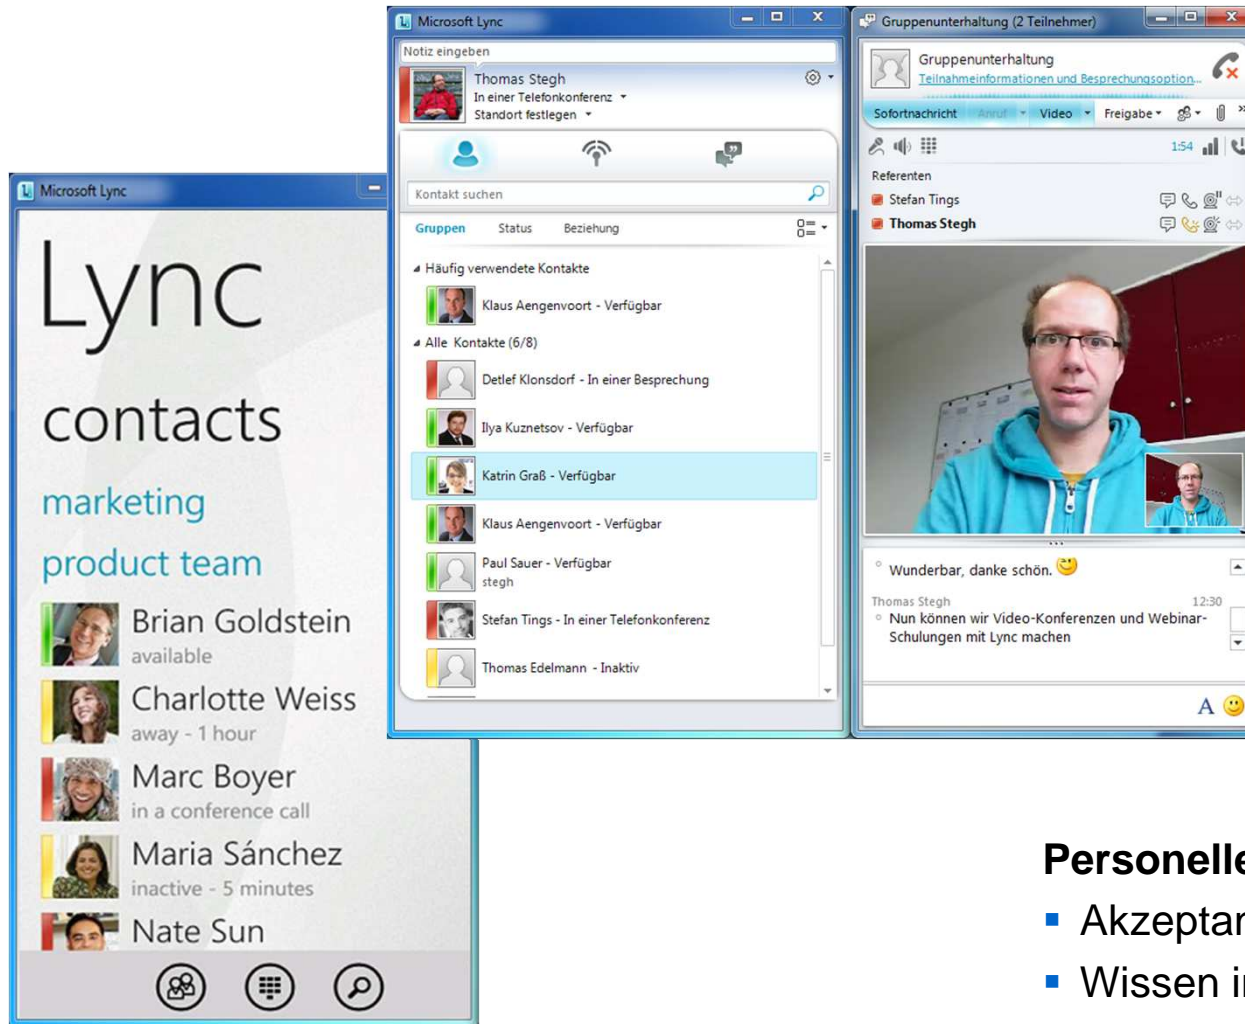 Microsoft Lync
Lync
contacts
marketing
product team
Brian Goldstein
available
Charlotte Weiss
away - 1 hour
Marc Boyer
in a conference call
Maria Sánchez
inactive - 5 minutes
Nate Sun
Microsoft Lync
Notiz eingeben
Thomas Stegh
In einer Telefonkonferenz
Standort festlegen
Kontakt suchen
Gruppen Status Beziehung
Häufig verwendete Kontakte
Klaus Aengenvoort - Verfügbar
Alle Kontakte (6/8)
Detlef Klonsdorf - In einer Besprechung
Ilya Kuznetsov - Verfügbar
Katrin Graß - Verfügbar
Klaus Aengenvoort - Verfügbar
Paul Sauer - Verfügbar
stegh
Stefan Tings - In einer Telefonkonferenz
Thomas Edelmann - Inaktiv
Gruppenunterhaltung (2 Teilnehmer)
Gruppenunterhaltung
Teilnahmeinformationen und Besprechungsoption...
Sofortnachricht Anruf Video Freigabe
1:54
Referenten
Stefan Tings
Thomas Stegh
Wunderbar, danke schön.
Thomas Stegh 12:30
Nun können wir Video-Konferenzen und Webinar-
Schulungen mit Lync machen
A
Personelle
Akzeptan
Wissen i